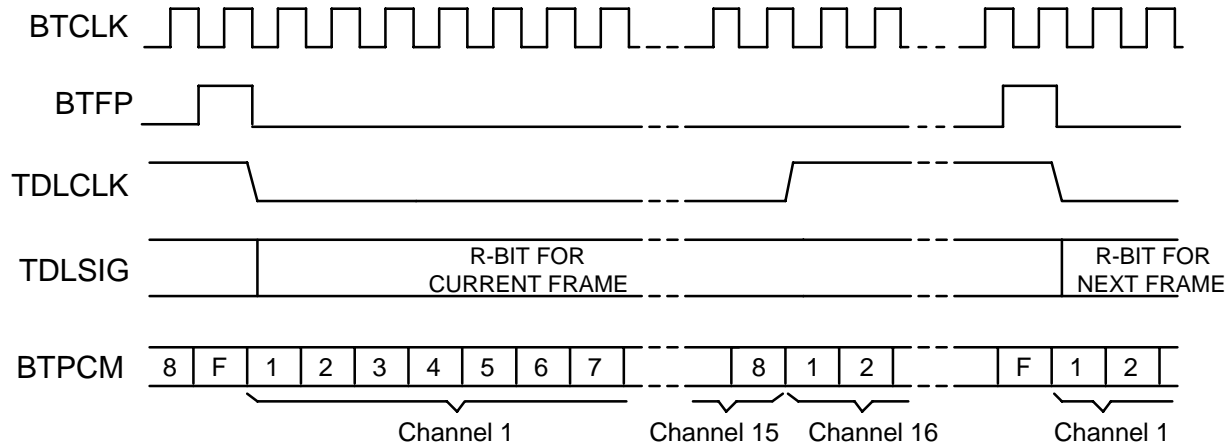 BTCLK
BTFP
TDLCLK
TDLSIG
R-BIT FOR
CURRENT FRAME
R-BIT FOR
NEXT FRAME
BTPCM
8 F 1 2 3 4 5 6 7 8 1 2 F 1 2
Channel 1 Channel 15 Channel 16 Channel 1